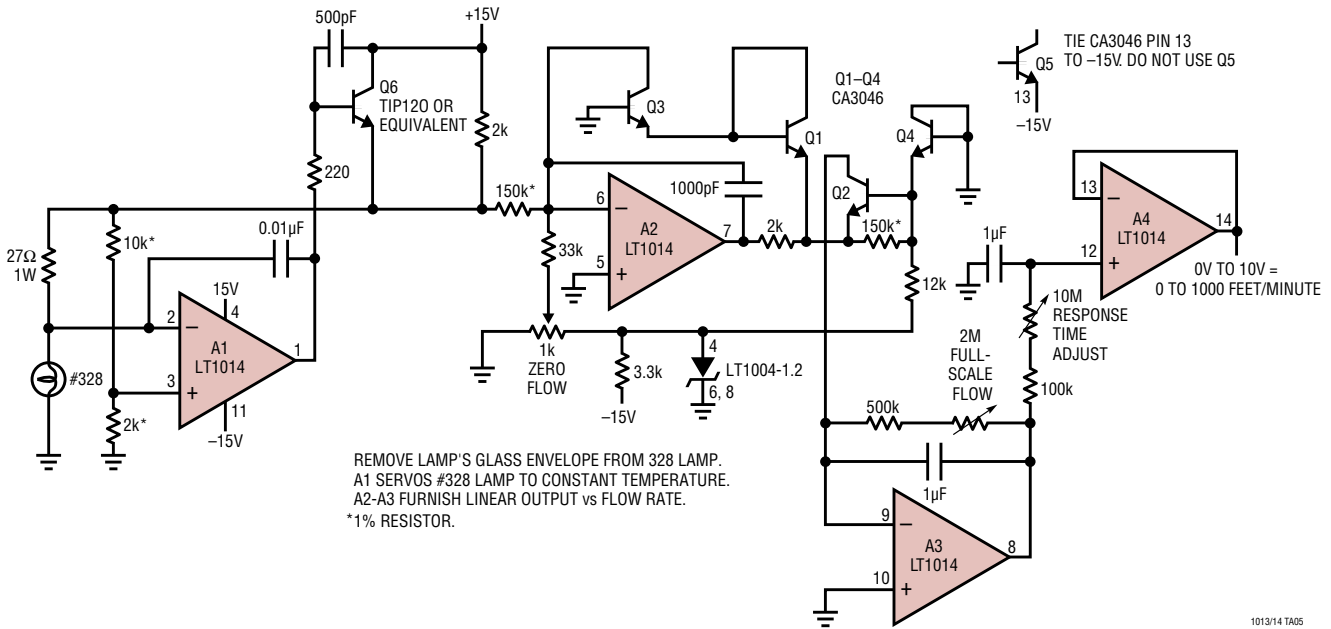 500pF
+15V
Q6
TIP120 OR
EQUIVALENT
2k
220
150k*
27Ω
1W
10k*
0.01µF
15V
4
2
3
A1
LT1014
1
11
–15V
#328
2k*
Q3
Q1
Q1–Q4
CA3046
Q4
Q2
1000pF
6
5
A2
LT1014
7
2k
150k*
33k
12k
1k
ZERO
FLOW
3.3k
–15V
4
LT1004-1.2
6, 8
Q5
13
–15V
TIE CA3046 PIN 13
TO –15V. DO NOT USE Q5
13
12
A4
LT1014
14
0V TO 10V =
0 TO 1000 FEET/MINUTE
1µF
10M
RESPONSE
TIME
ADJUST
2M
FULL-
SCALE
FLOW
100k
500k
1µF
9
10
A3
LT1014
8
REMOVE LAMP'S GLASS ENVELOPE FROM 328 LAMP.
A1 SERVOS #328 LAMP TO CONSTANT TEMPERATURE.
A2-A3 FURNISH LINEAR OUTPUT vs FLOW RATE.
*1% RESISTOR.
1013/14 TA05